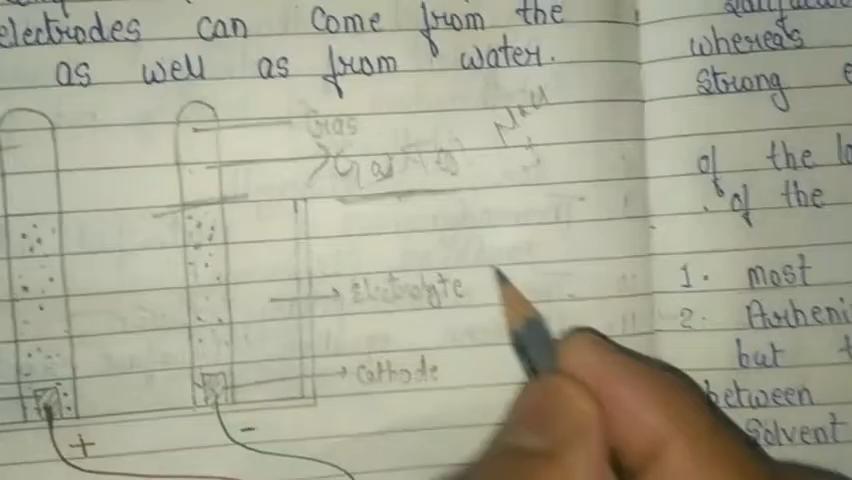 electrodes can come from the
as well as from water.
Gas
Electrolyte
Cathode
+
-
whereas
Strong
of the
of the
1. most
2. Arrheni
but
between
Solvent